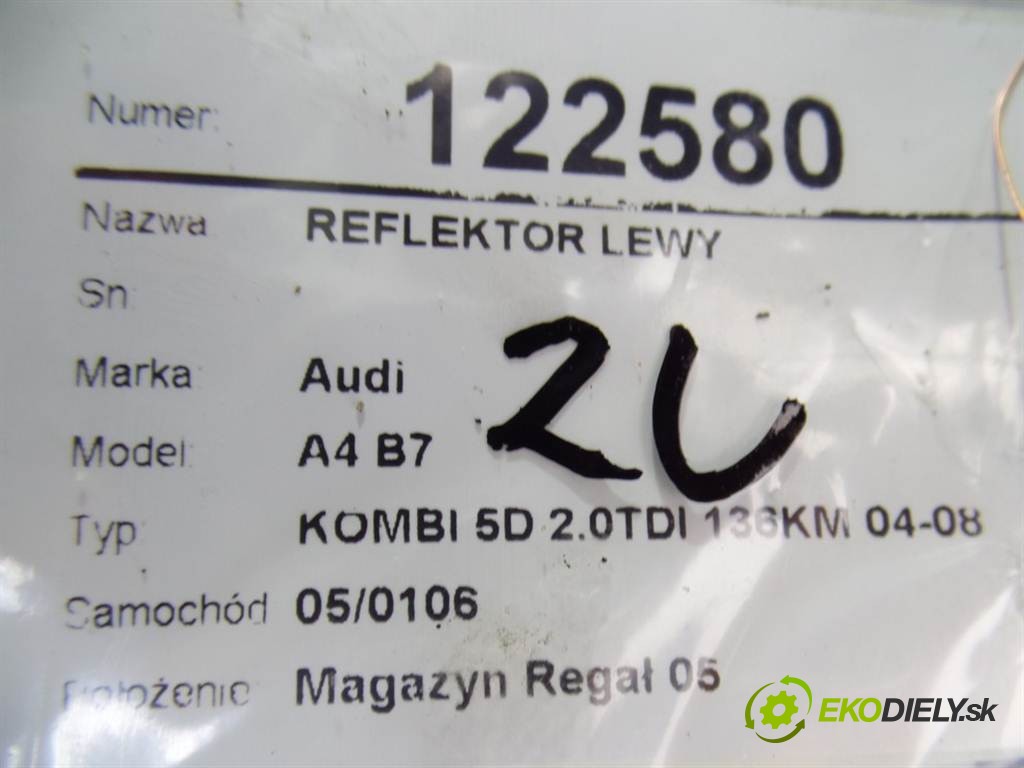 Numer: 122580
Nazwa REFLEKTOR LEWY
Sn
Marka Audi
Model: A4 B7
Typ KOMBI 5D 2.0TDI 136KM 04-08
Samochód 05/0106
Położenie Magazyn Regał 05
EKODIELY.sk